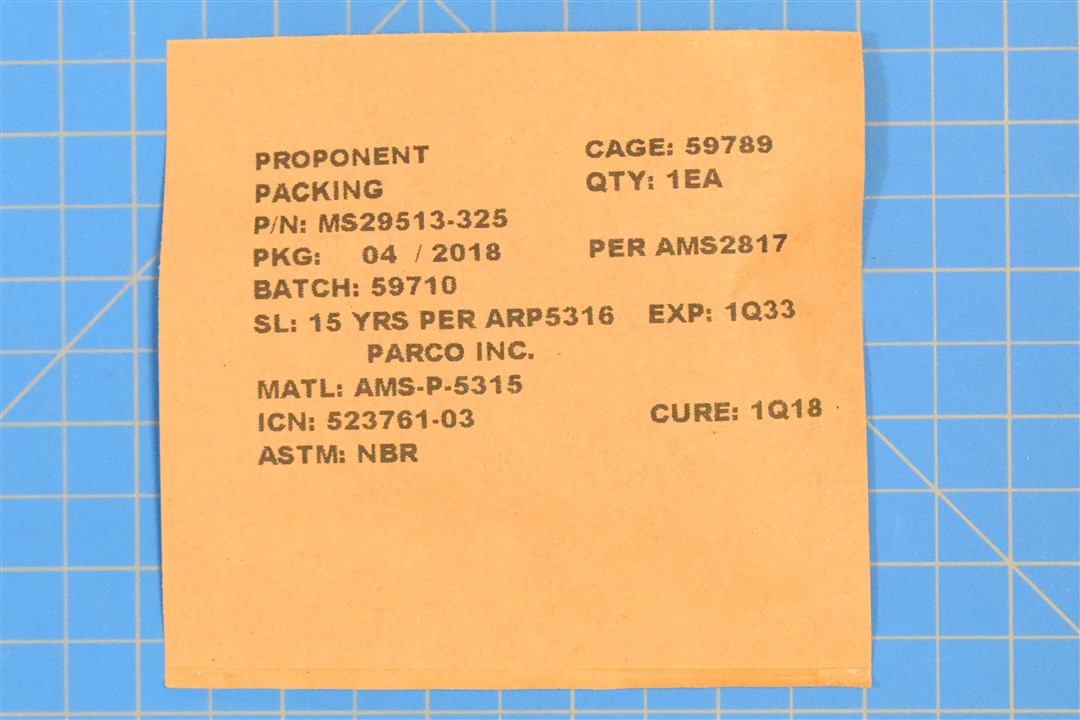 PROPONENT CAGE: 59789
PACKING QTY: 1EA
P/N: MS29513-325
PKG: 04 / 2018 PER AMS2817
BATCH: 59710
SL: 15 YRS PER ARP5316 EXP: 1Q33
PARCO INC.
MATL: AMS-P-5315
ICN: 523761-03 CURE: 1Q18
ASTM: NBR